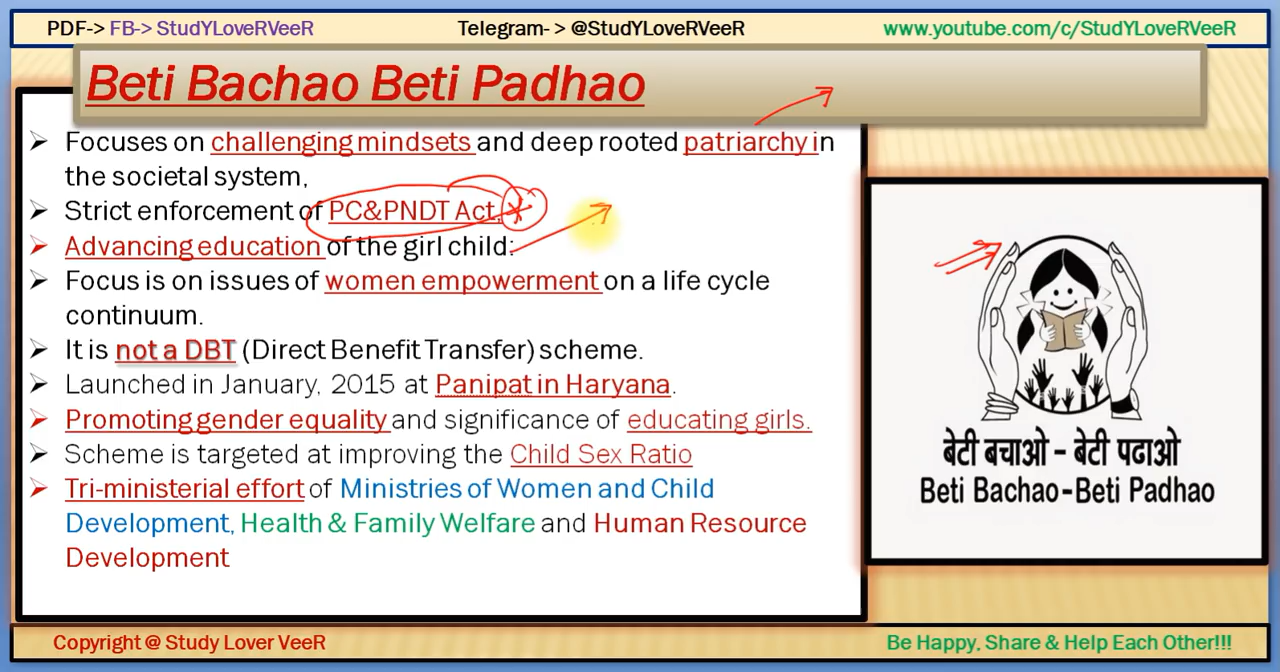 PDF-> FB-> StudYLoveRVeeR
Telegram- > @StudYLoveRVeeR
www.youtube.com/c/StudYLoveRVeeR
Beti Bachao Beti Padhao
Focuses on challenging mindsets and deep rooted patriarchy in
the societal system,
Strict enforcement of PC&PNDT Act,
Advancing education of the girl child:
Focus is on issues of women empowerment on a life cycle
continuum.
It is not a DBT (Direct Benefit Transfer) scheme.
Launched in January, 2015 at Panipat in Haryana.
Promoting gender equality and significance of educating girls.
Scheme is targeted at improving the Child Sex Ratio
Tri-ministerial effort of Ministries of Women and Child
Development, Health & Family Welfare and Human Resource
Development
बेटी बचाओ – बेटी पढाओ
Beti Bachao-Beti Padhao
Copyright @ Study Lover VeeR
Be Happy, Share & Help Each Other!!!